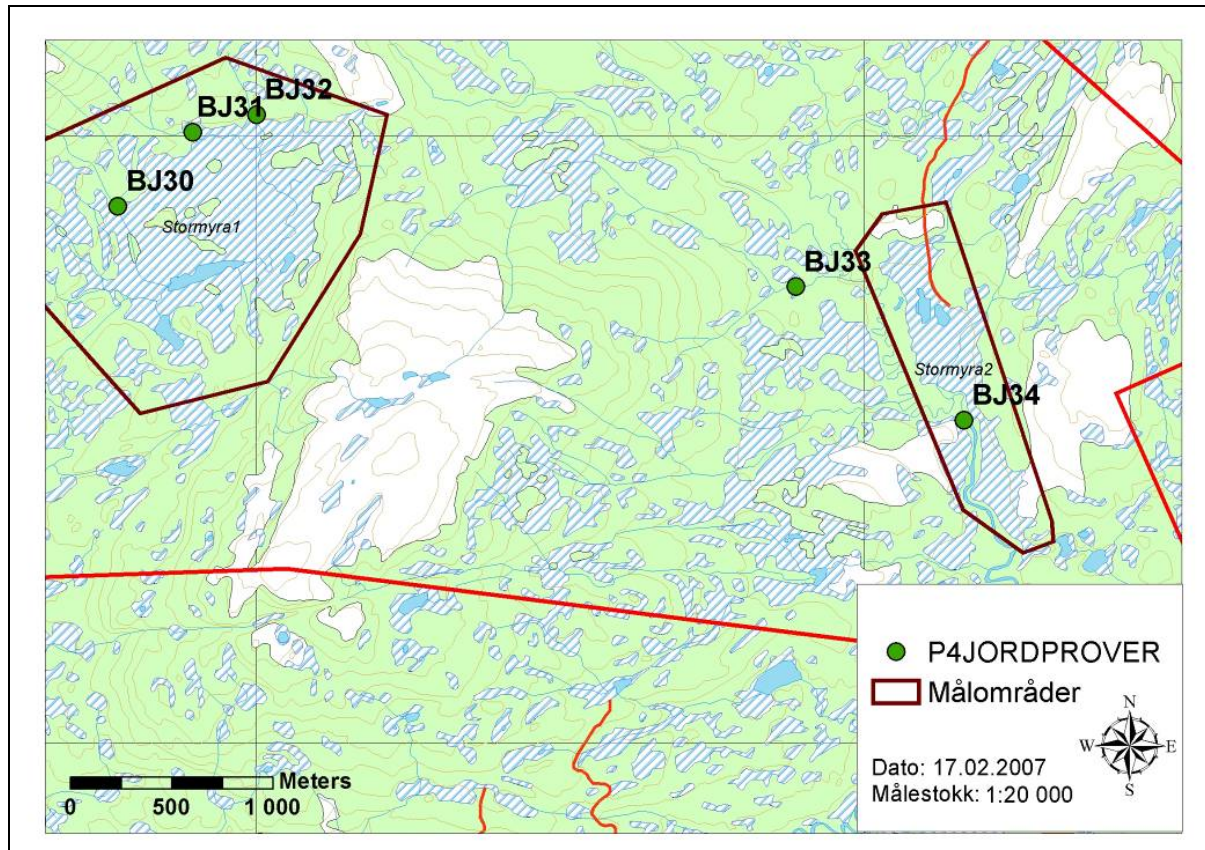 BJ32
BJ31
BJ30
Stormyra1
BJ33
Stormyra2
BJ34
P4JORDPRØVER
Målområder
N
W E
S
Dato: 17.02.2007
Målestokk: 1:20 000
Meters
0 500 1 000